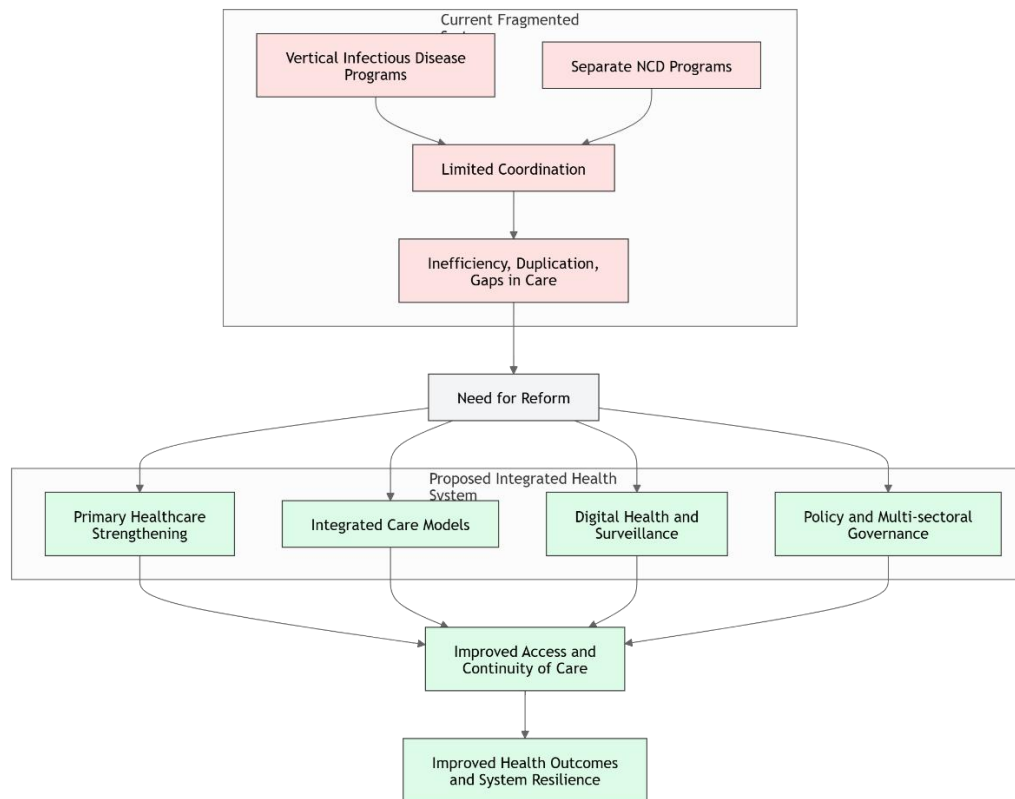 Current Fragmented
Vertical Infectious Disease
Programs
Separate NCD Programs
Limited Coordination
Inefficiency, Duplication,
Gaps in Care
Need for Reform
Proposed Integrated Health
System
Primary Healthcare
Strengthening
Integrated Care Models
Digital Health and
Surveillance
Policy and Multi-sectoral
Governance
Improved Access and
Continuity of Care
Improved Health Outcomes
and System Resilience